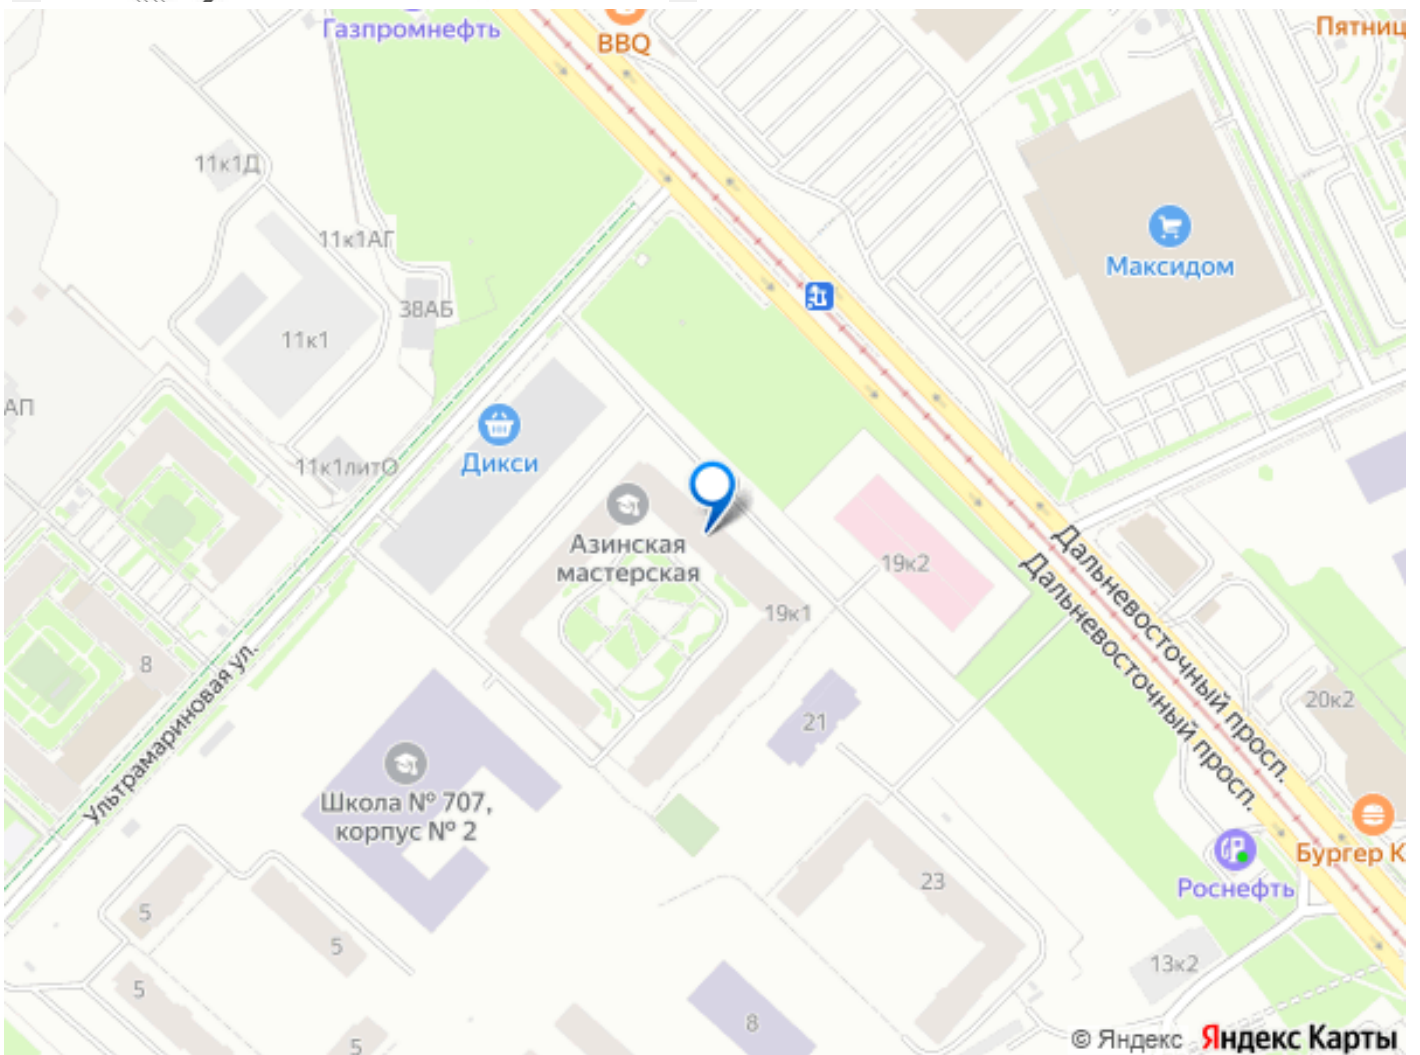 Газпромнефть
BBQ
Пятниц
11к1Д
11к1АГ
38АБ
11к1
Максидом
АП
11к1литО
Дикси
Азинская
мастерская
19к2
19к1
Дальневосточный просп.
Дальневосточный просп.
8
Ультрамариновая ул.
21
20к2
Школа № 707,
корпус № 2
Бургер К
Роснефть
23
5
5
5
13к2
8
5
© Яндекс Яндекс Карты